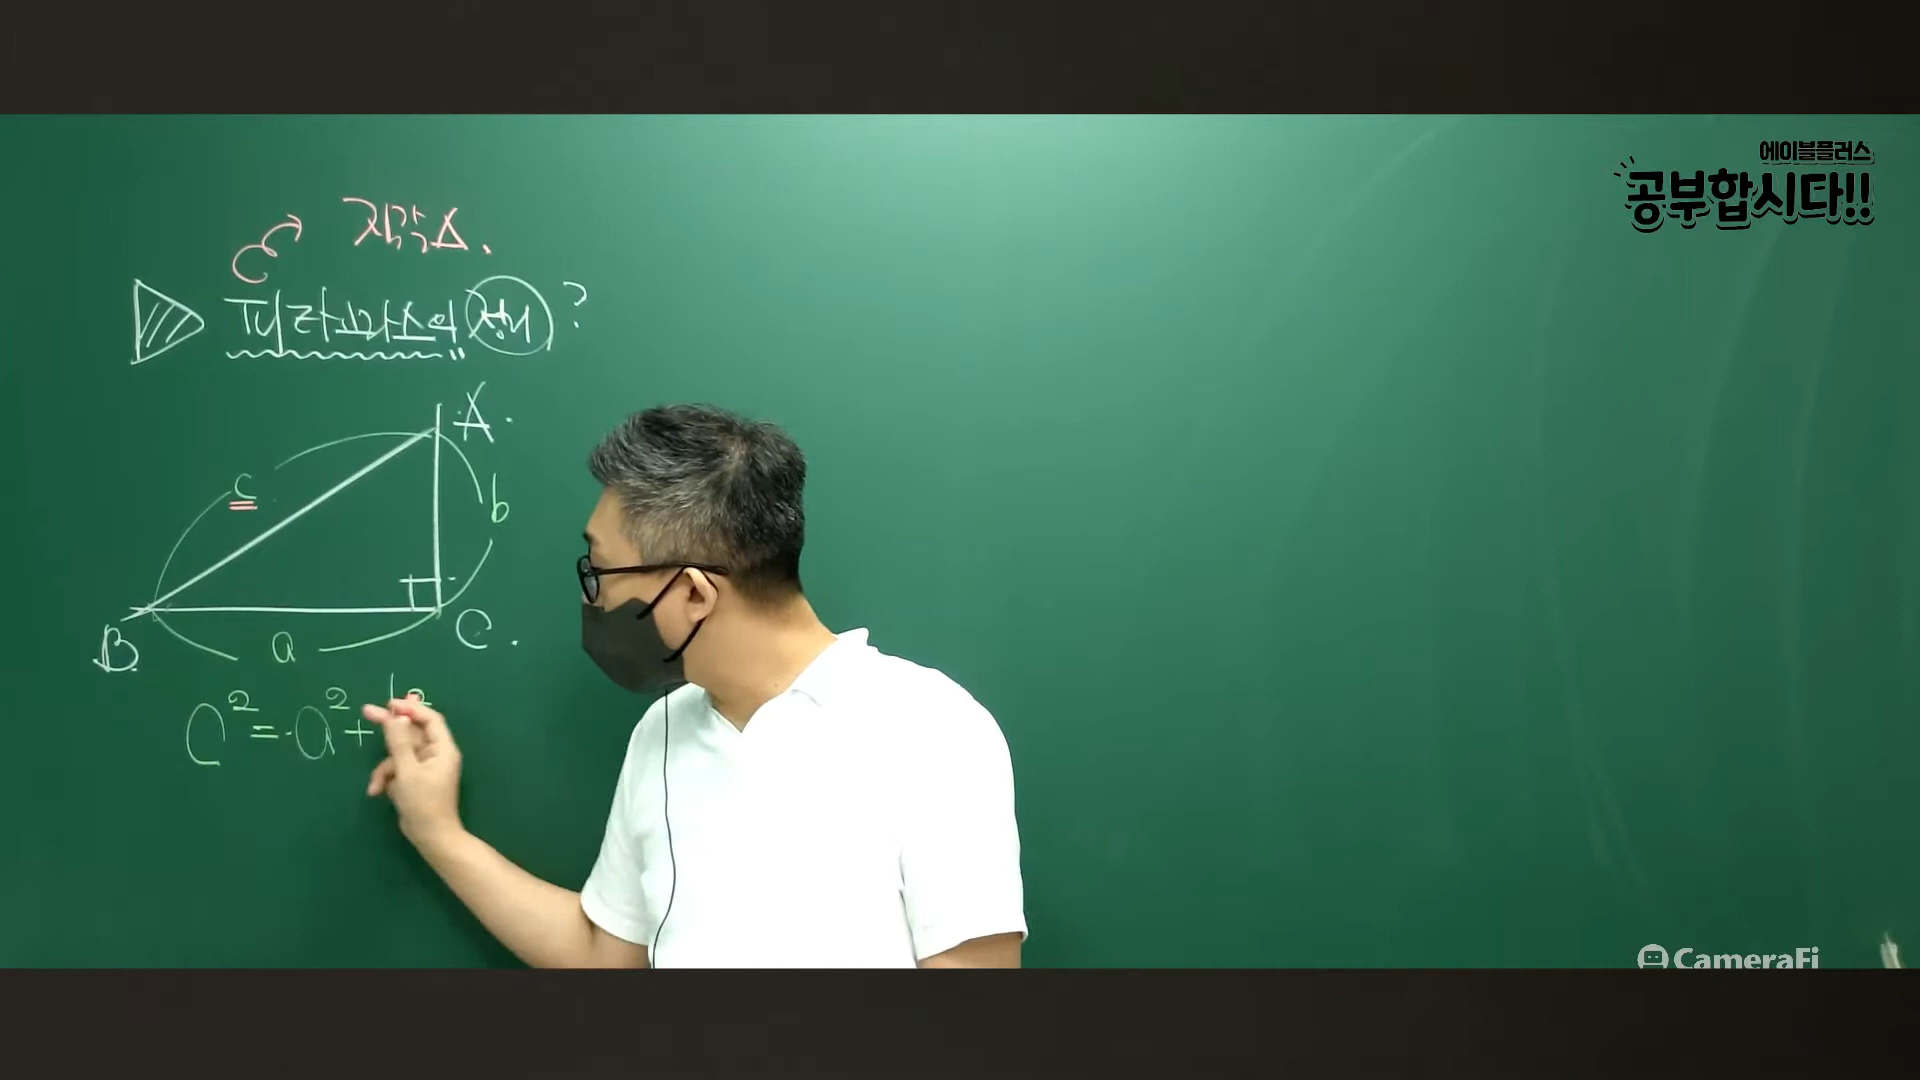 에이블플러스
공부합시다!!
직각△.
피타고라스의 정리?
A.
c
b
B.
a
C.
c²=a²+b²
CameraFi